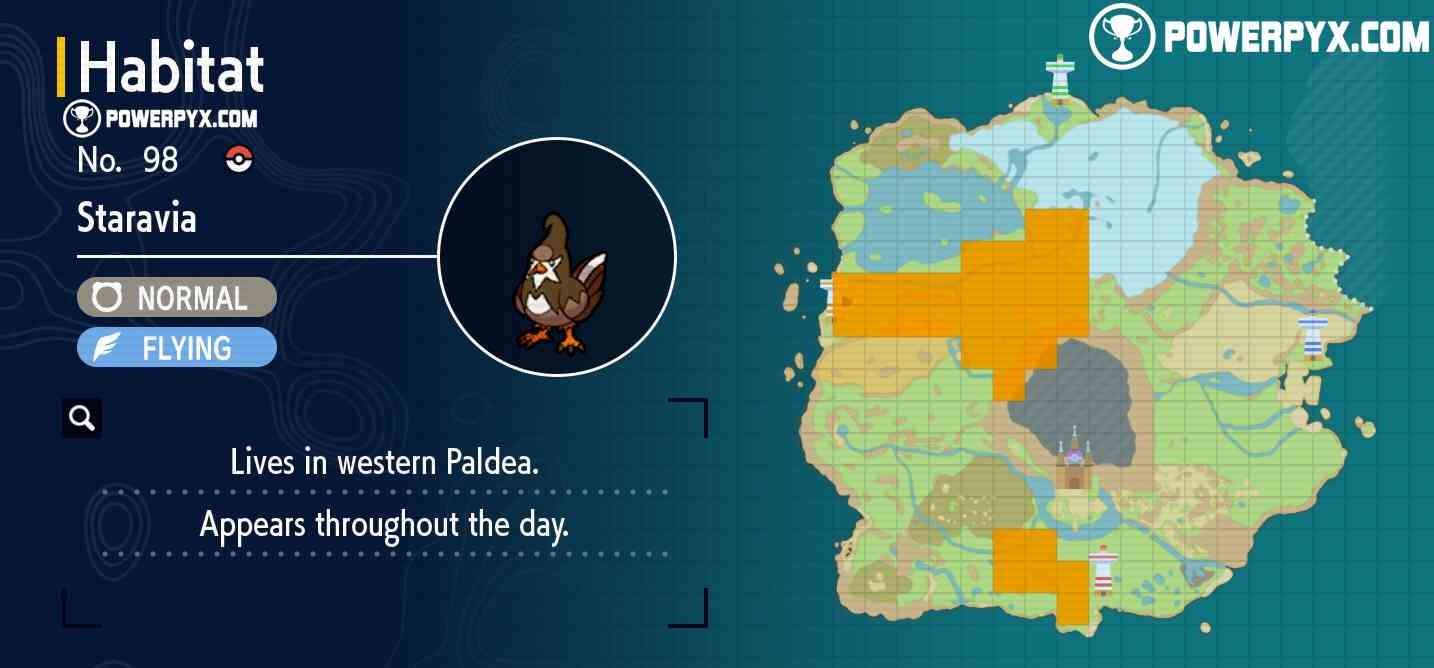 Habitat
POWERPYX.COM
No. 98
Staravia
NORMAL
FLYING
Lives in western Paldea.
Appears throughout the day.
POWERPYX.COM